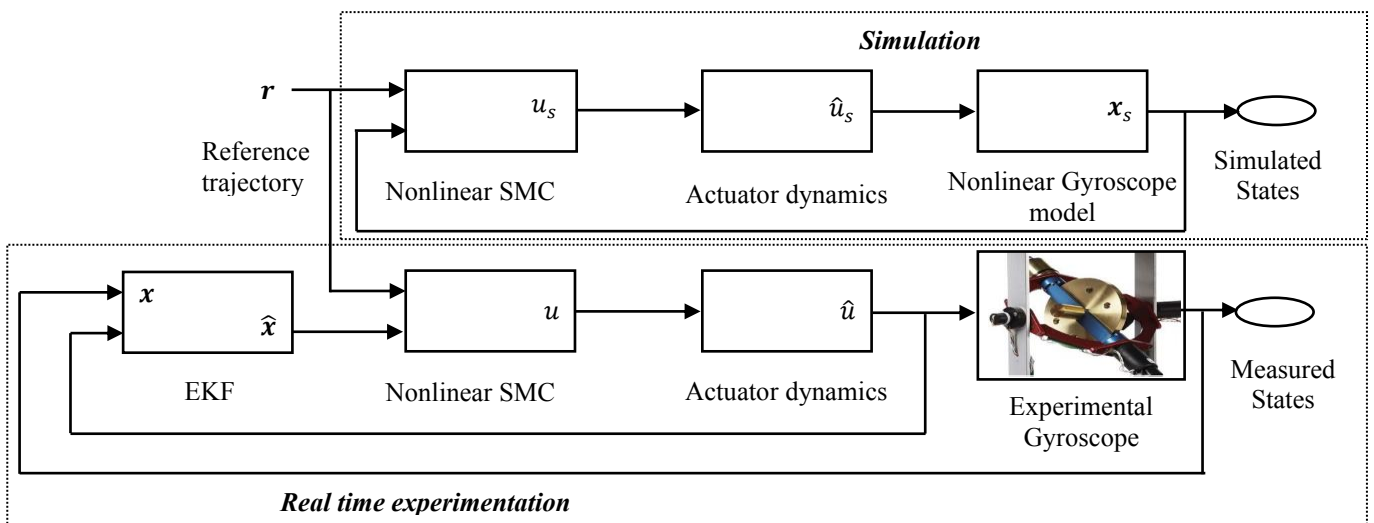 Simulation
r
u_s
û_s
x_s
Reference
trajectory
Nonlinear SMC
Actuator dynamics
Nonlinear Gyroscope
model
Simulated
States
x
x̂
u
û
EKF
Nonlinear SMC
Actuator dynamics
Experimental
Gyroscope
Measured
States
Real time experimentation